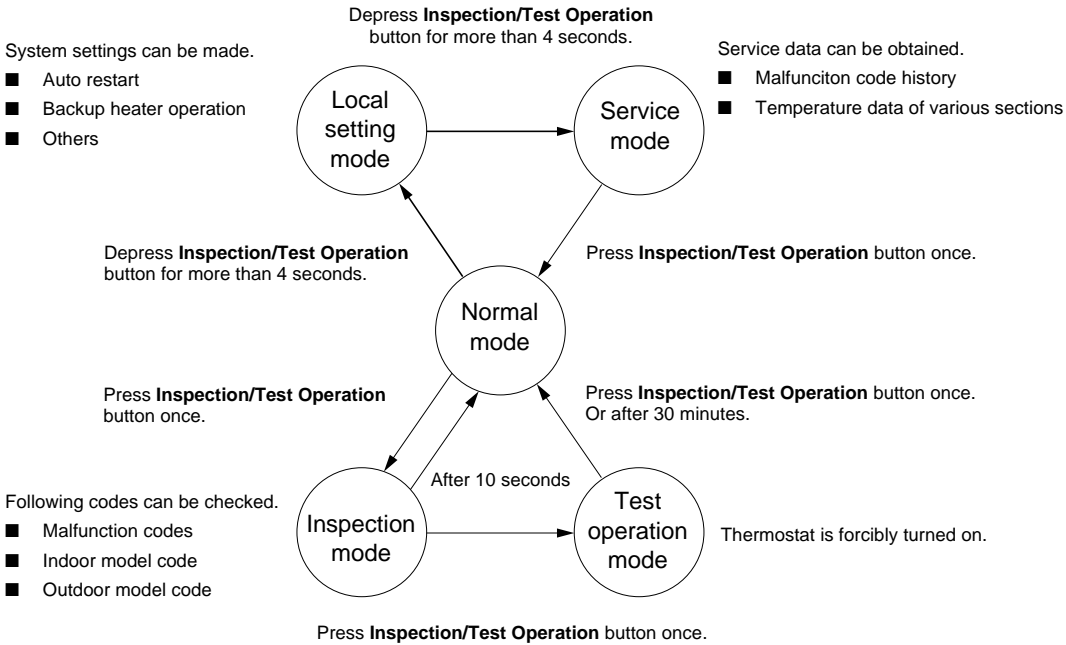 Depress Inspection/Test Operation
button for more than 4 seconds.
System settings can be made.
■ Auto restart
■ Backup heater operation
■ Others
Local
setting
mode
Service
mode
Service data can be obtained.
■ Malfunciton code history
■ Temperature data of various sections
Depress Inspection/Test Operation
button for more than 4 seconds.
Press Inspection/Test Operation button once.
Normal
mode
Press Inspection/Test Operation
button once.
Press Inspection/Test Operation button once.
Or after 30 minutes.
After 10 seconds
Following codes can be checked.
■ Malfunction codes
■ Indoor model code
■ Outdoor model code
Inspection
mode
Test
operation
mode
Thermostat is forcibly turned on.
Press Inspection/Test Operation button once.